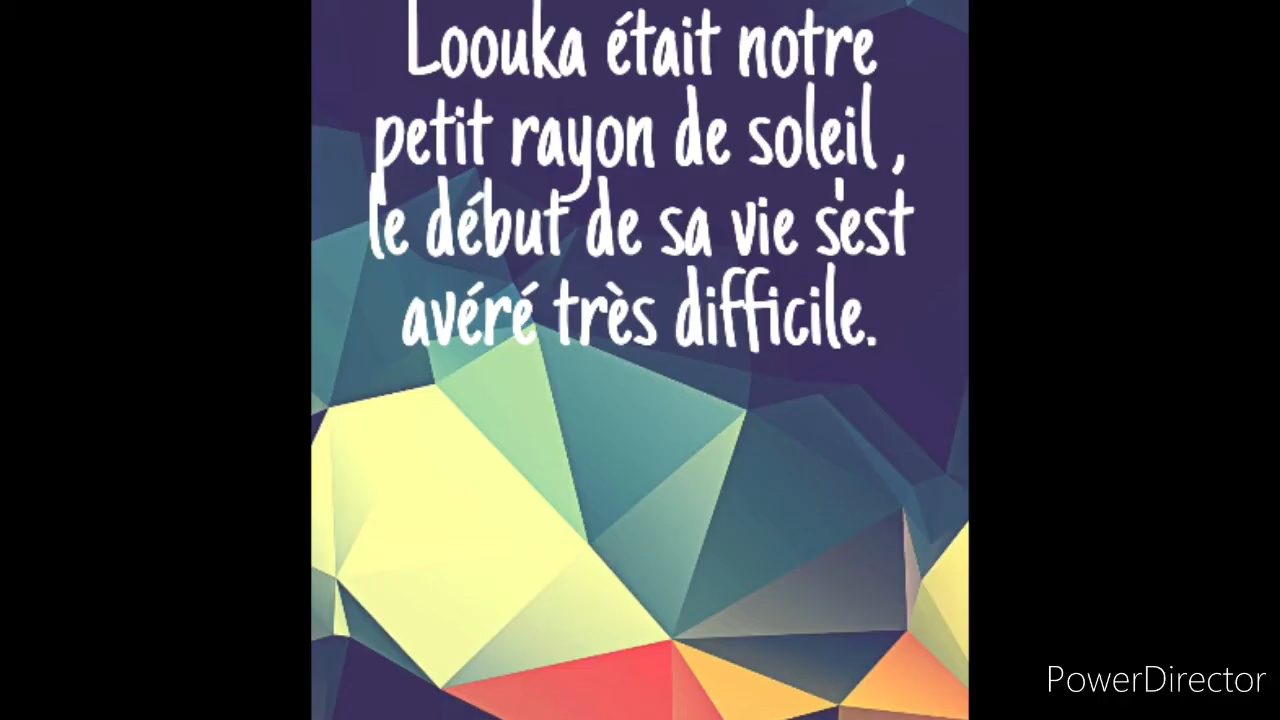 Loouka était notre
petit rayon de soleil ,
le début de sa vie s'est
avéré très difficile.
PowerDirector